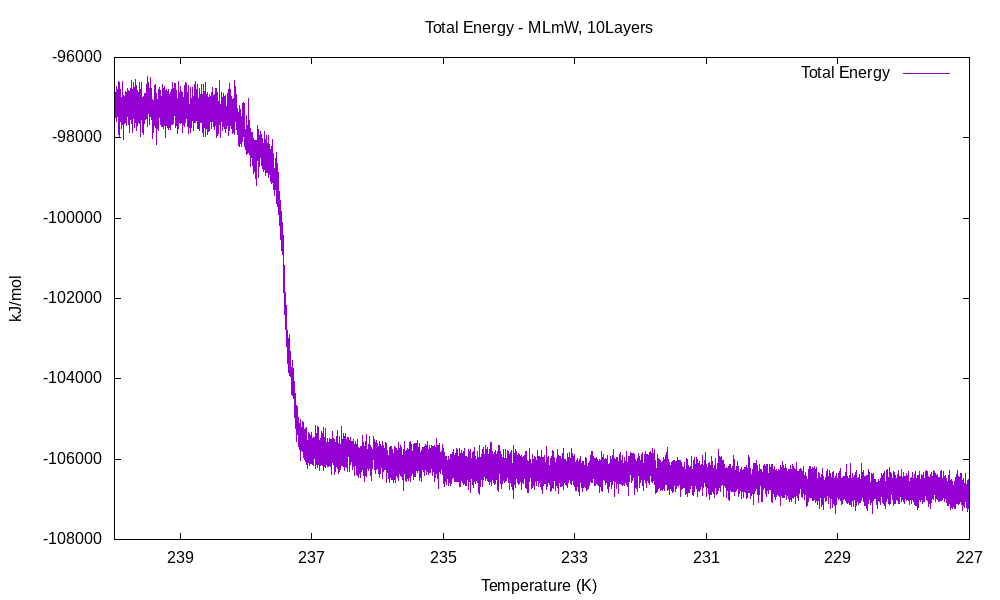 Total Energy - MLmW, 10Layers
Total Energy
-96000
-98000
-100000
-102000
-104000
-106000
-108000
kJ/mol
239 237 235 233 231 229 227
Temperature (K)